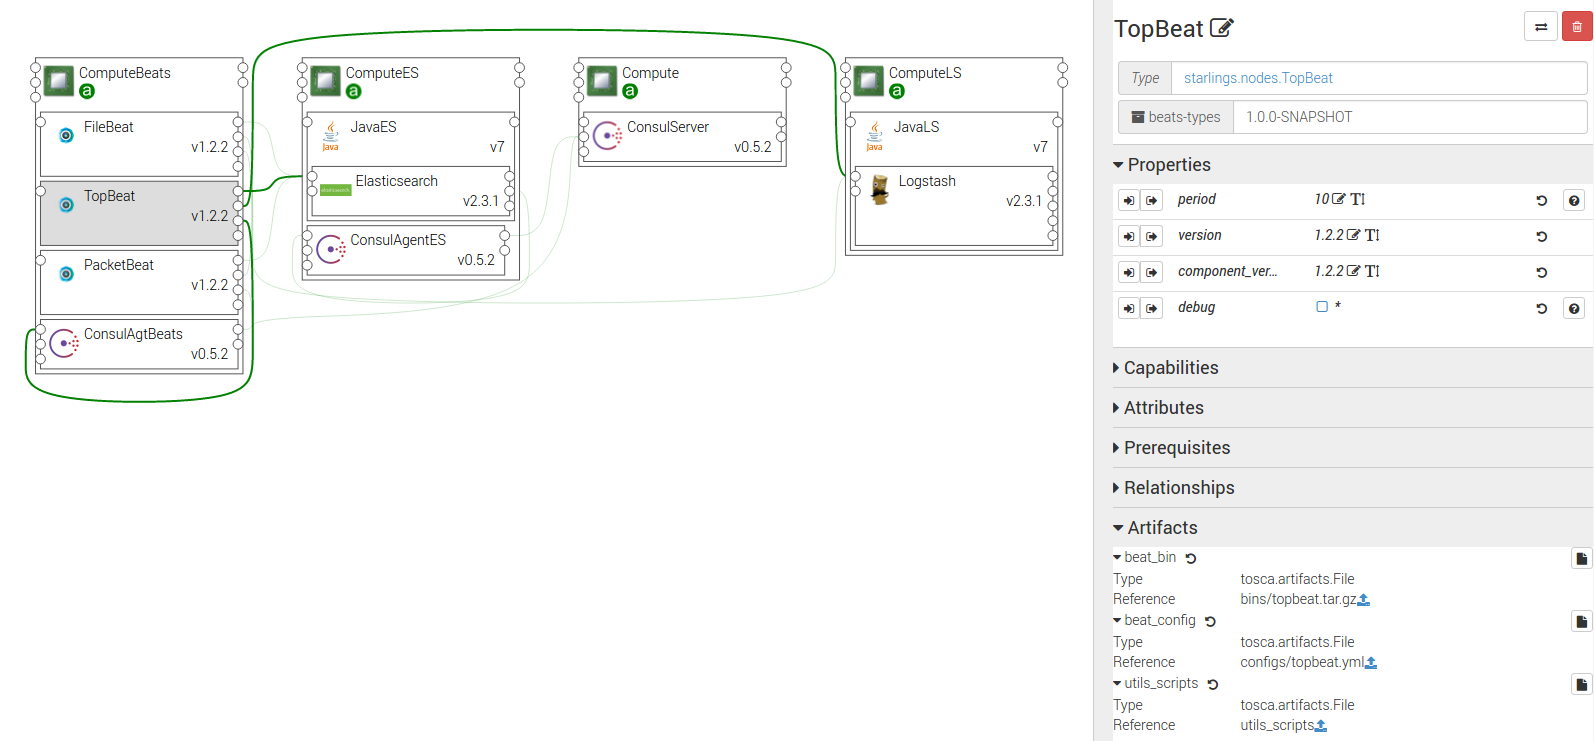 ComputeBeats
a
FileBeat
v1.2.2
TopBeat
v1.2.2
PacketBeat
v1.2.2
ConsulAgtBeats
v0.5.2
ComputeES
a
JavaES
Java
v7
Elasticsearch
v2.3.1
ConsulAgentES
v0.5.2
Compute
a
ConsulServer
v0.5.2
ComputeLS
a
JavaLS
Java
v7
Logstash
v2.3.1
TopBeat
Type starlings.nodes.TopBeat
beats-types 1.0.0-SNAPSHOT
Properties
period 10
version 1.2.2
component_ver... 1.2.2
debug *
Capabilities
Attributes
Prerequisites
Relationships
Artifacts
beat_bin
Type tosca.artifacts.File
Reference bins/topbeat.tar.gz
beat_config
Type tosca.artifacts.File
Reference configs/topbeat.yml
utils_scripts
Type tosca.artifacts.File
Reference utils_scripts